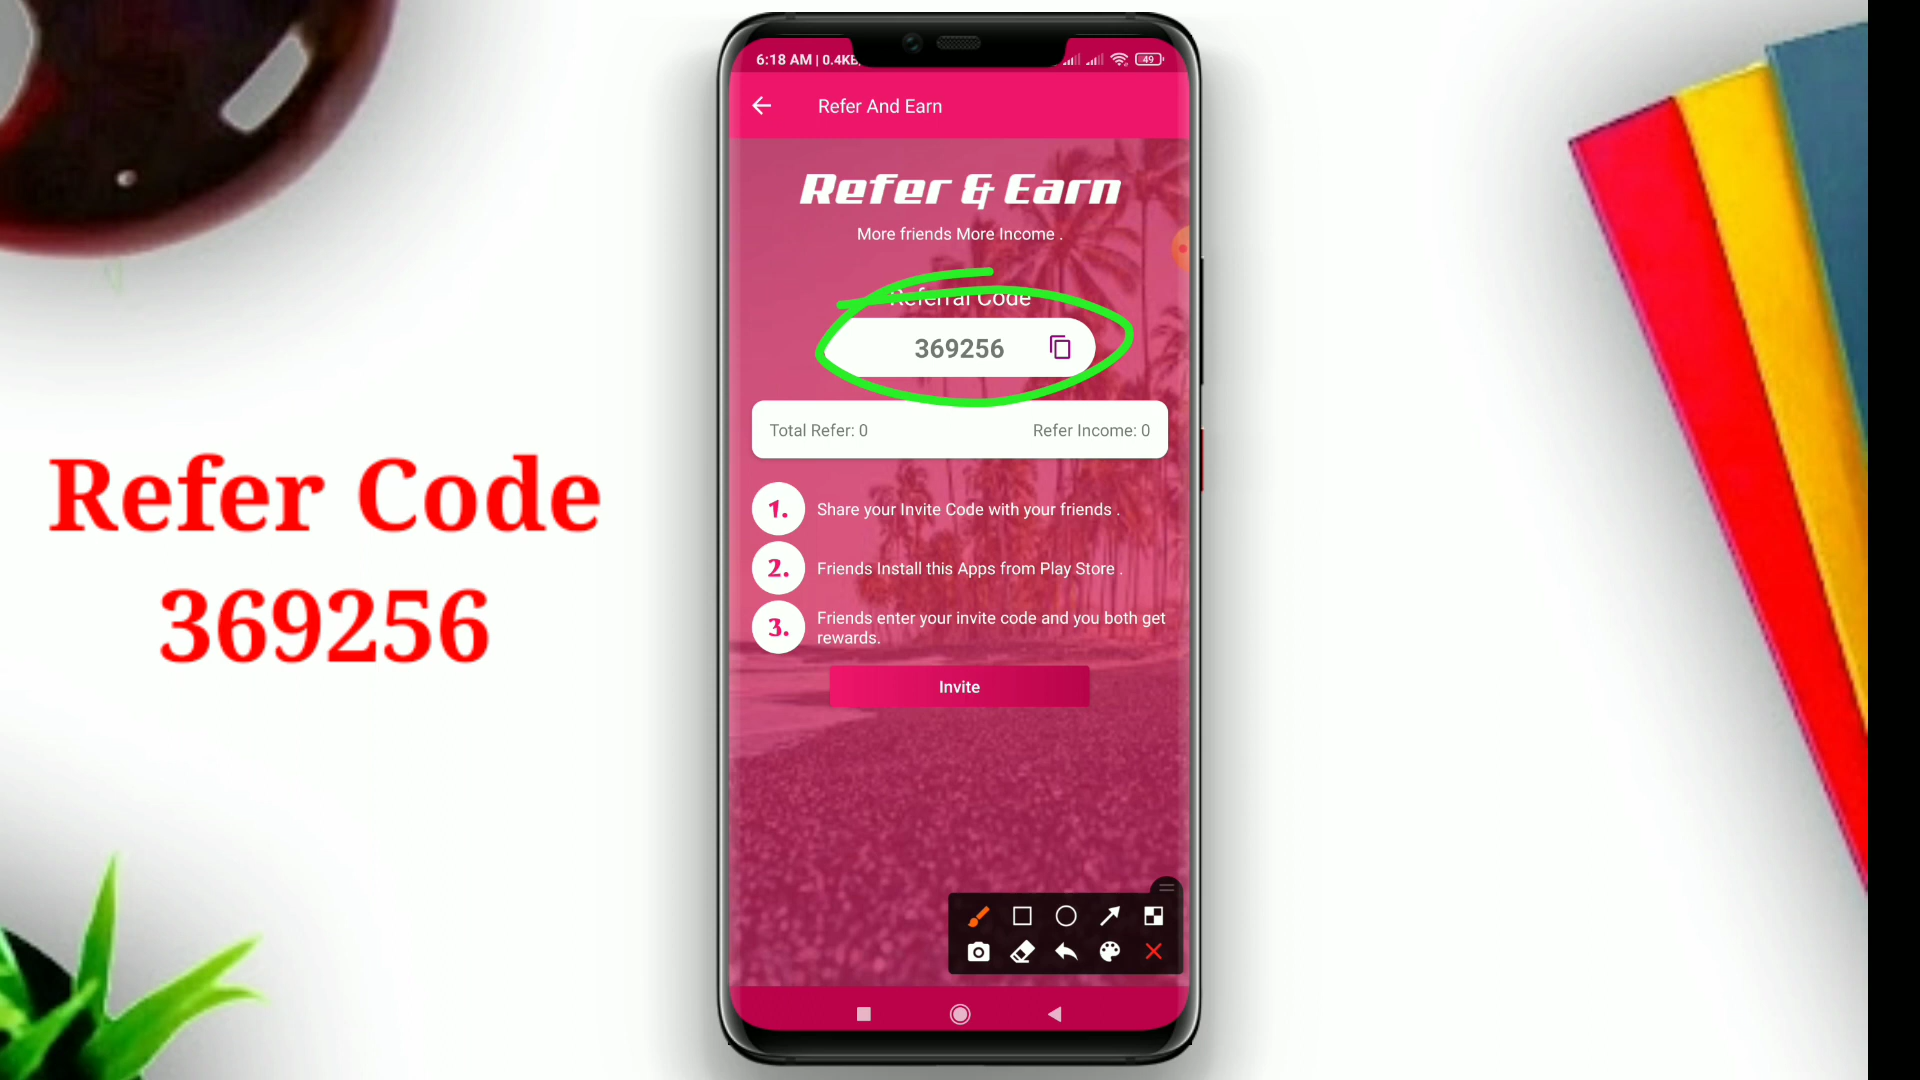 6:18 AM | 0.4KB
49
Refer And Earn
Refer & Earn
More friends More Income .
Referral Code
369256
Total Refer: 0
Refer Income: 0
1.
Share your Invite Code with your friends .
2.
Friends Install this Apps from Play Store .
3.
Friends enter your invite code and you both get
rewards.
Invite
Refer Code
369256